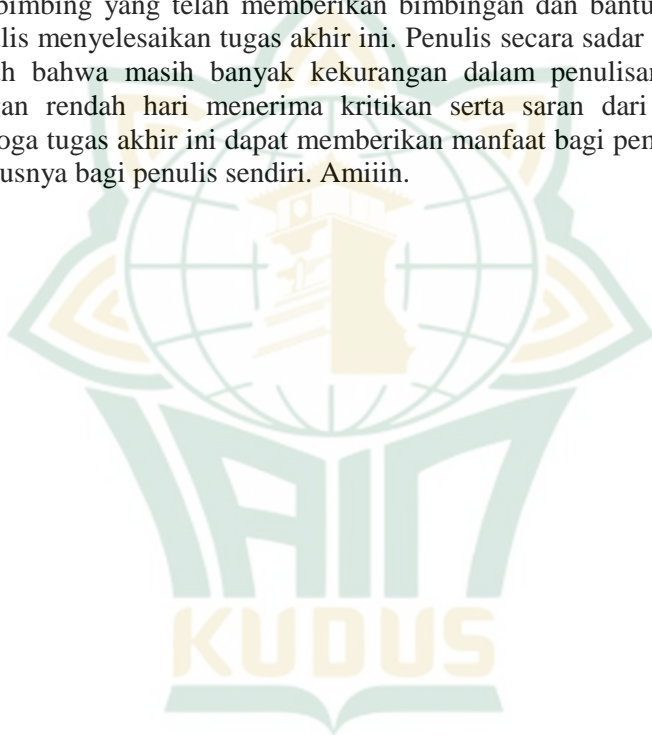 bimbing yang telah memberikan bimbingan dan bantu
lis menyelesaikan tugas akhir ini. Penulis secara sadar
h bahwa masih banyak kekurangan dalam penulisan
an rendah hati menerima kritikan serta saran dari
oga tugas akhir ini dapat memberikan manfaat bagi pen
usnya bagi penulis sendiri. Amiiin.
IAIN
KUDUS